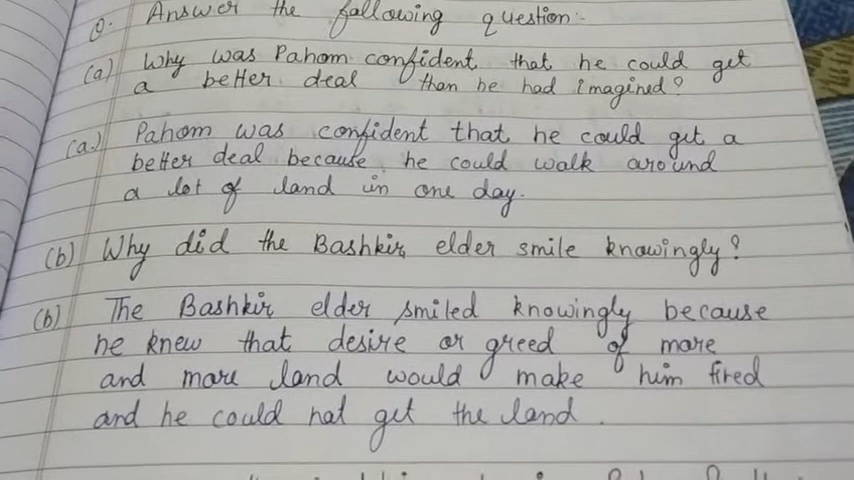 Q. Answer the following question:-
(a) Why was Pahom confident that he could get
a better deal than he had imagined?
(a.) Pahom was confident that he could get a
better deal because he could walk around
a lot of land in one day.
(b) Why did the Bashkir elder smile knowingly?
(b) The Bashkir elder smiled knowingly because
he knew that desire or greed of more
and more land would make him tired
and he could not get the land.